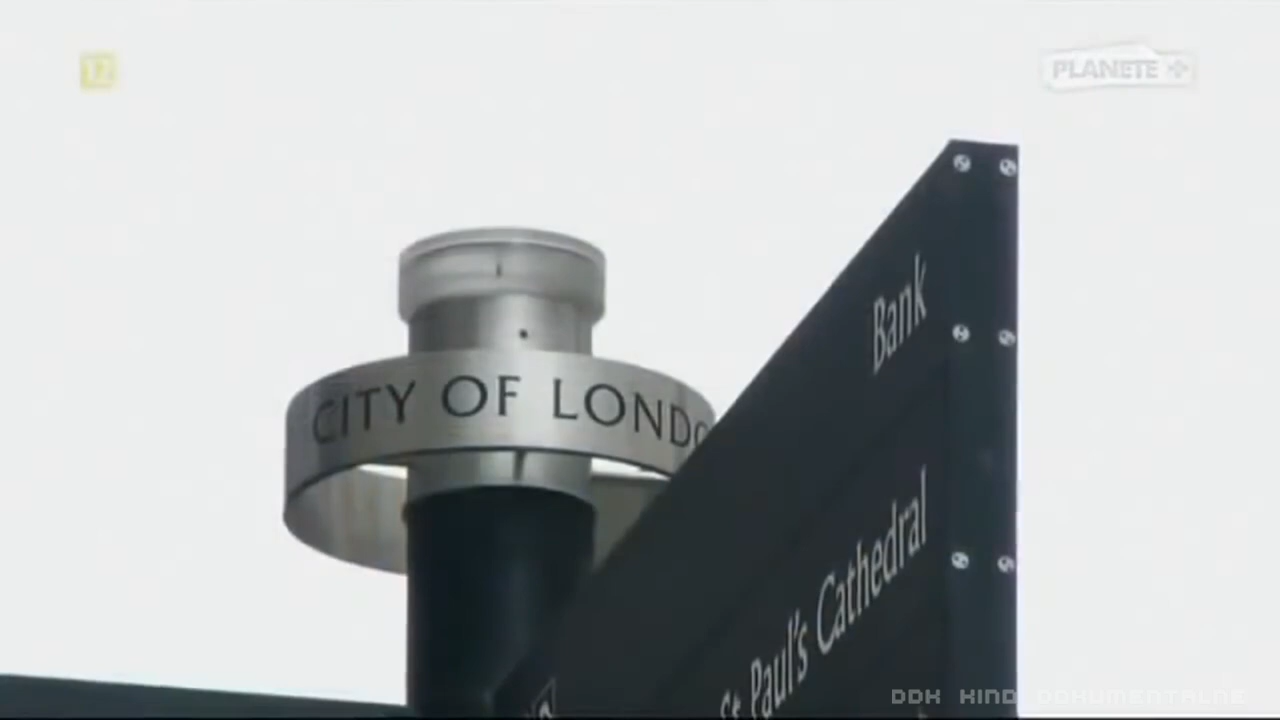 12
PLANETE +
CITY OF LONDO
Bank
St Paul's Cathedral
DDK KINO DOKUMENTALNE